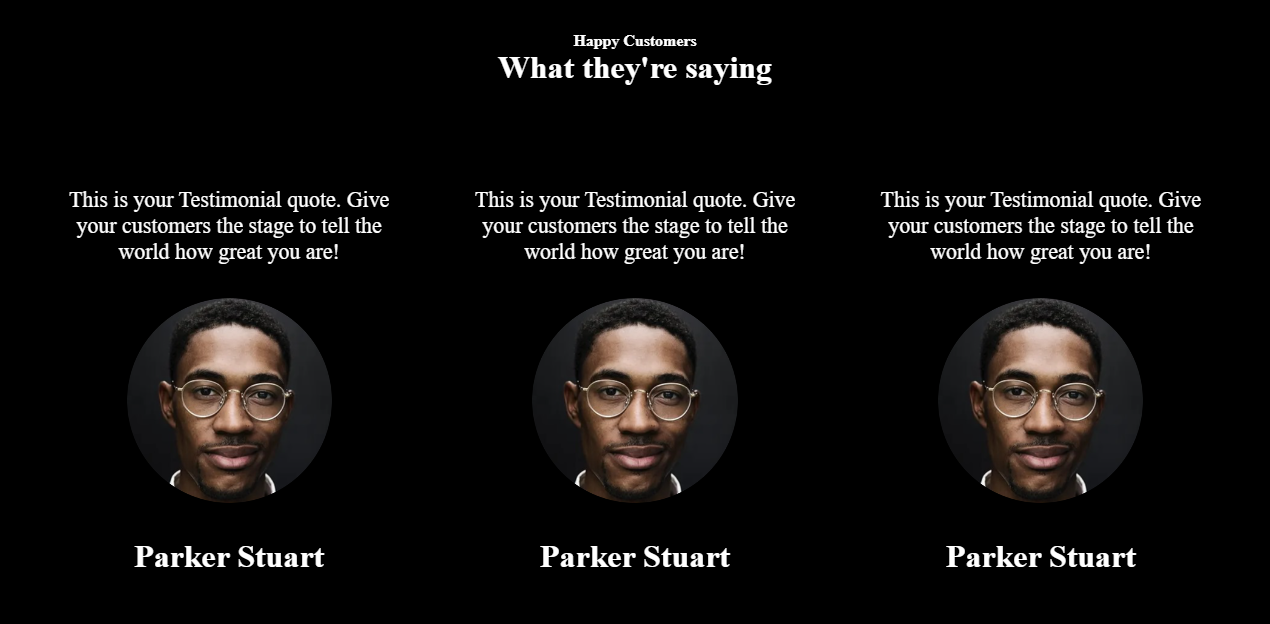 Happy Customers
What they're saying
This is your Testimonial quote. Give
your customers the stage to tell the
world how great you are!
Parker Stuart
This is your Testimonial quote. Give
your customers the stage to tell the
world how great you are!
Parker Stuart
This is your Testimonial quote. Give
your customers the stage to tell the
world how great you are!
Parker Stuart